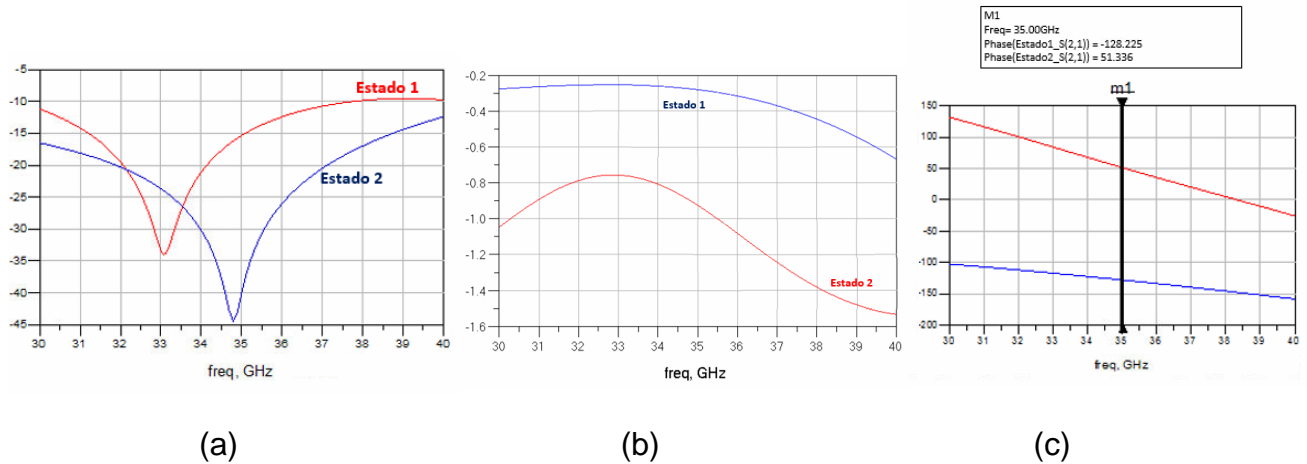 M1
Freq= 35.00GHz
Phase(Estado1_S(2,1)) = -128.225
Phase(Estado2_S(2,1)) = 51.336
-5
-10
-15
-20
-25
-30
-35
-40
-45
Estado 1
Estado 2
30 31 32 33 34 35 36 37 38 39 40
freq, GHz
(a)
-0.2
-0.4
-0.6
-0.8
-1.0
-1.2
-1.4
-1.6
Estado 1
Estado 2
30 31 32 33 34 35 36 37 38 39 40
freq, GHz
(b)
m1
150
100
50
0
-50
-100
-150
-200
30 31 32 33 34 35 36 37 38 39 40
freq, GHz
(c)